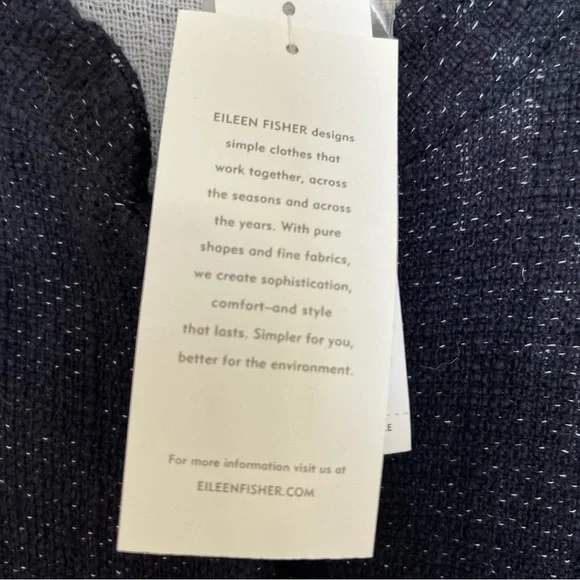 EILEEN FISHER designs
simple clothes that
work together, across
the seasons and across
the years. With pure
shapes and fine fabrics,
we create sophistication,
comfort–and style
that lasts. Simpler for you,
better for the environment.
For more information visit us at
EILEENFISHER.COM